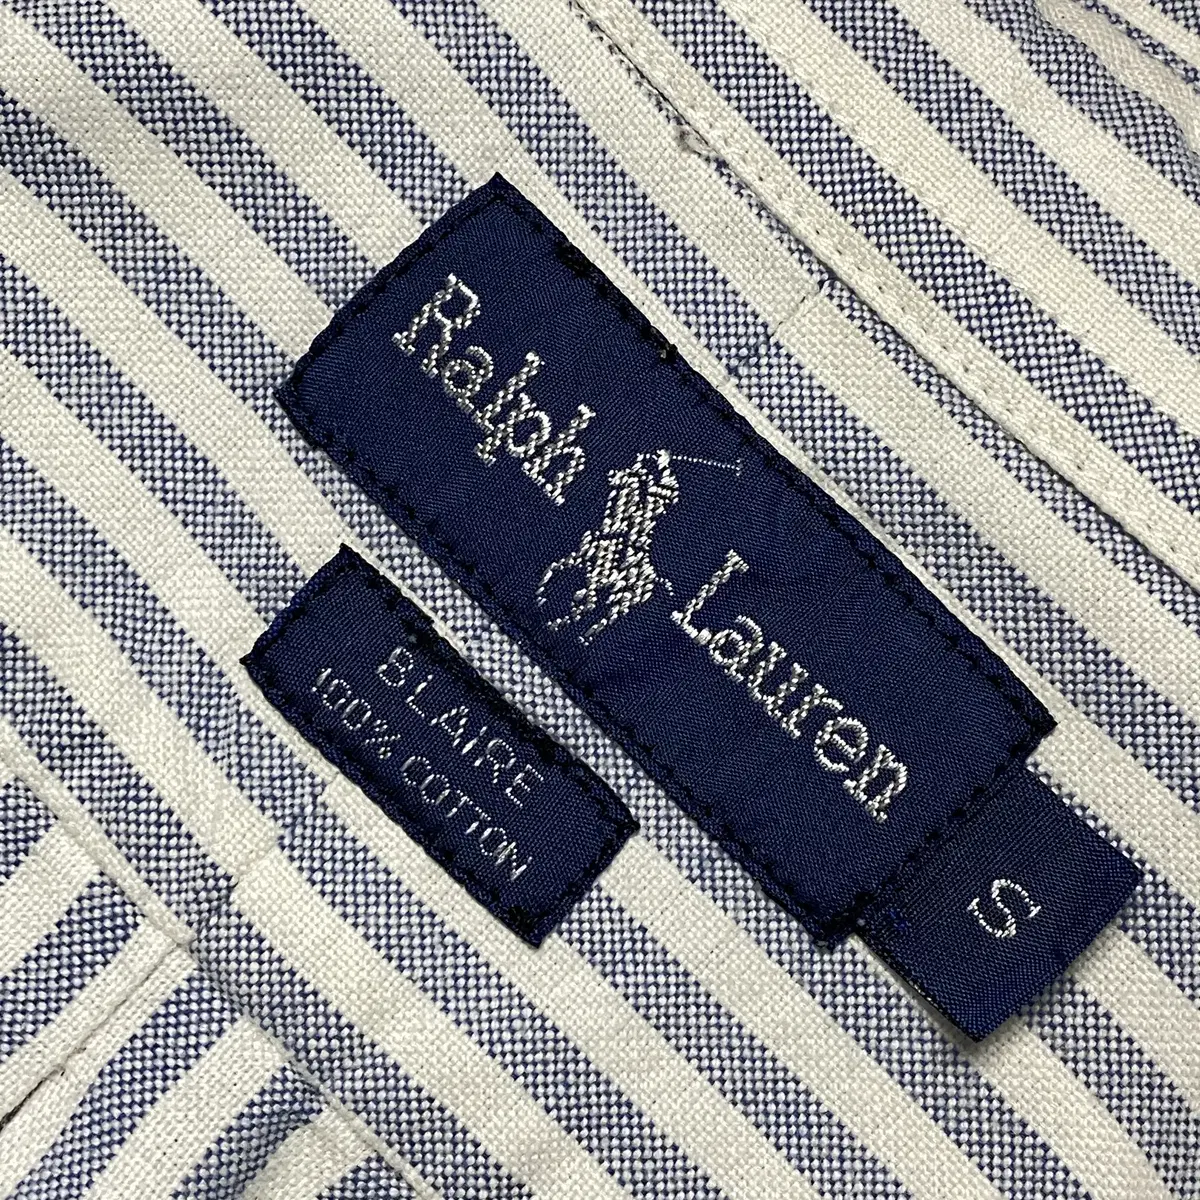 Ralph Lauren
S
BLAIRE
100% COTTON